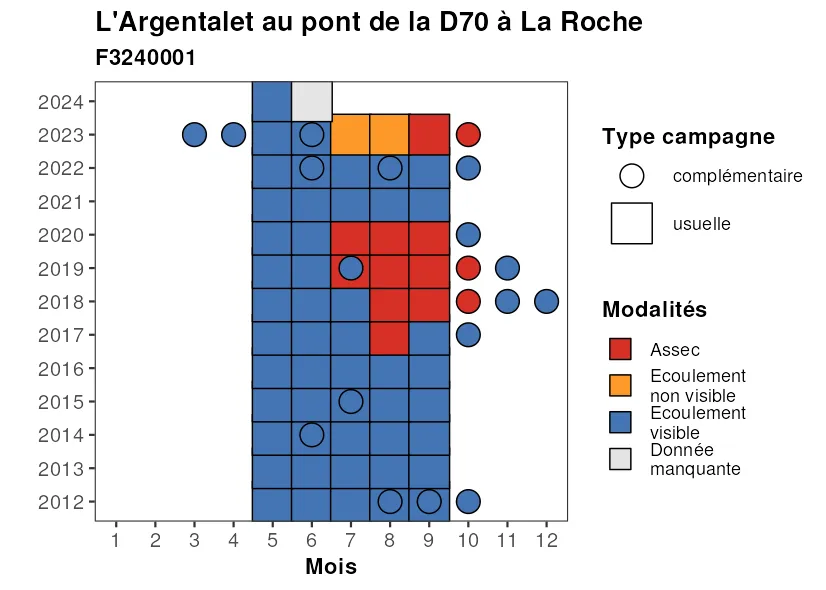 L'Argentalet au pont de la D70 à La Roche
F3240001
2024
2023
2022
2021
2020
2019
2018
2017
2016
2015
2014
2013
2012
1 2 3 4 5 6 7 8 9 10 11 12
Mois
Type campagne
complémentaire
usuelle
Modalités
Assec
Ecoulement
non visible
Ecoulement
visible
Donnée
manquante